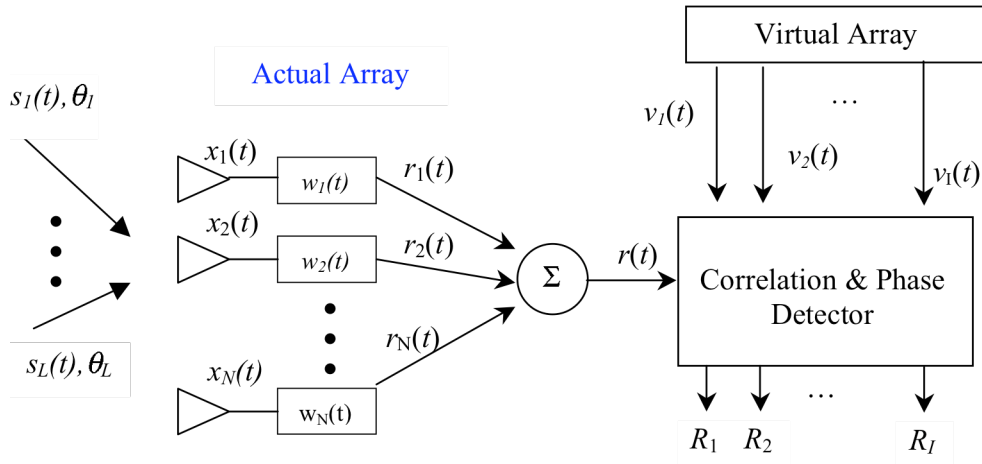 Virtual Array
Actual Array
s1(t), θI
v1(t)
…
v2(t)
vI(t)
x1(t)
w1(t)
r1(t)
x2(t)
w2(t)
r2(t)
Σ
r(t)
Correlation & Phase
Detector
rN(t)
sL(t), θL
xN(t)
wN(t)
…
R1
R2
RI